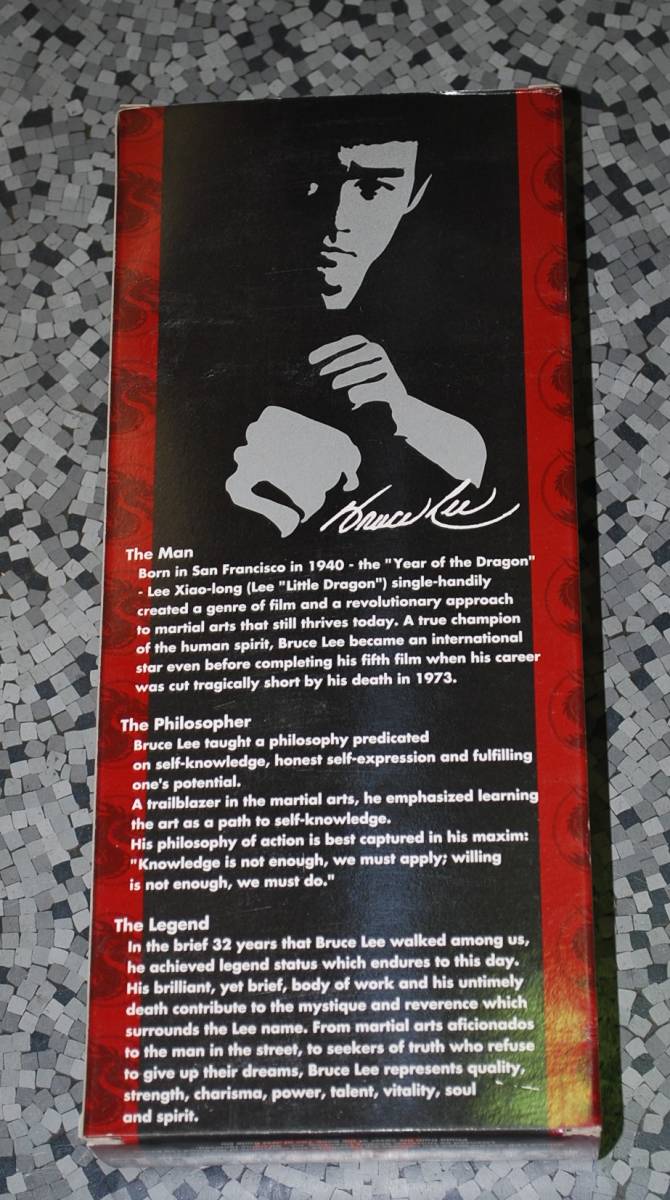 Bruce Lee
The Man
Born in San Francisco in 1940 - the "Year of the Dragon"
- Lee Xiao-long (Lee "Little Dragon") single-handily
created a genre of film and a revolutionary approach
to martial arts that still thrives today. A true champion
of the human spirit, Bruce Lee became an international
star even before completing his fifth film when his career
was cut tragically short by his death in 1973.
The Philosopher
Bruce Lee taught a philosophy predicated
on self-knowledge, honest self-expression and fulfilling
one's potential.
A trailblazer in the martial arts, he emphasized learning
the art as a path to self-knowledge.
His philosophy of action is best captured in his maxim:
"Knowledge is not enough, we must apply; willing
is not enough, we must do."
The Legend
In the brief 32 years that Bruce Lee walked among us,
he achieved legend status which endures to this day.
His brilliant, yet brief, body of work and his untimely
death contribute to the mystique and reverence which
surrounds the Lee name. From martial arts aficionados
to the man in the street, to seekers of truth who refuse
to give up their dreams, Bruce Lee represents quality,
strength, charisma, power, talent, vitality, soul
and spirit.